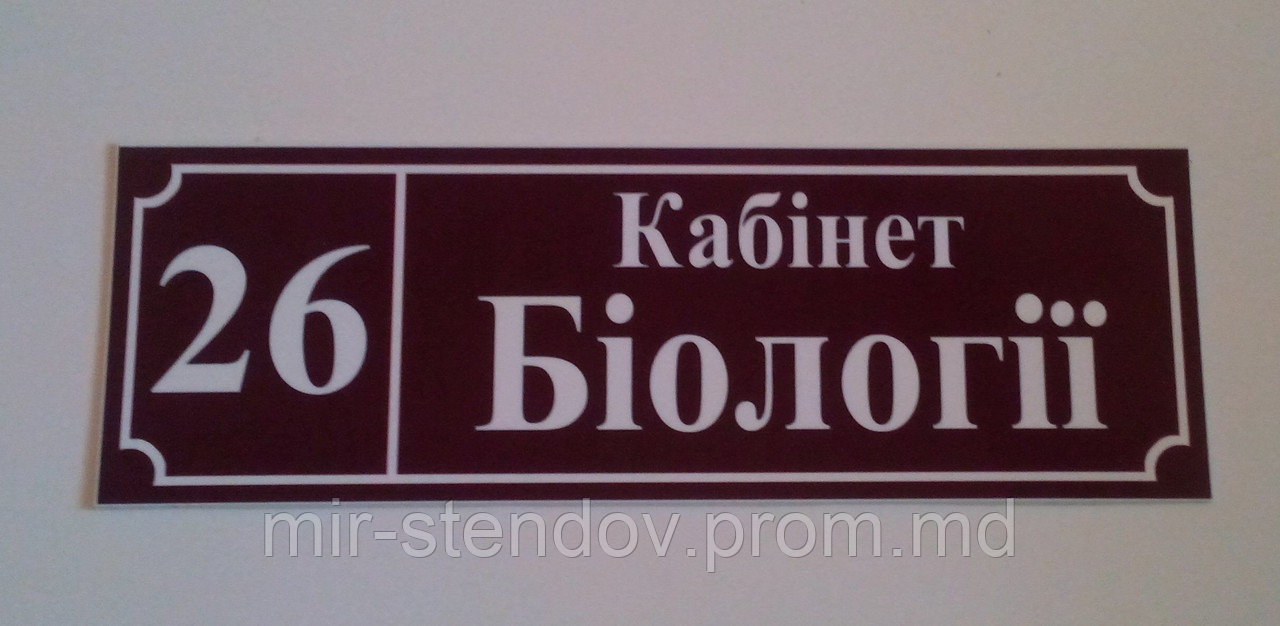 26
Кабінет
Біології
mir-stendov.prom.md